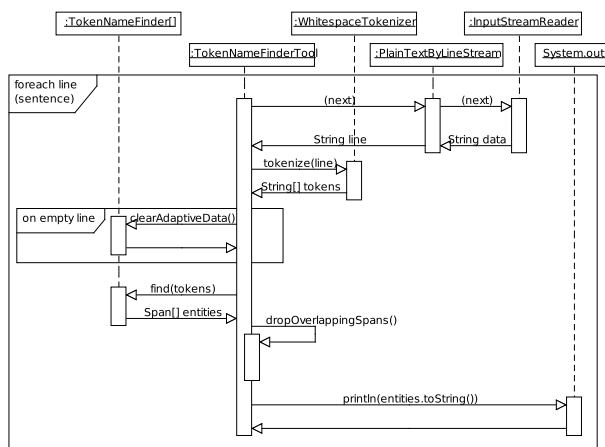 :TokenNameFinder[]
:WhitespaceTokenizer
:InputStreamReader
:TokenNameFinderTool
:PlainTextByLineStream
System.out
foreach line
(sentence)
(next)
(next)
String line
String data
tokenize(line)
String[] tokens
on empty line
clearAdaptiveData()
find(tokens)
Span[] entities
dropOverlappingSpans()
println(entities.toString())